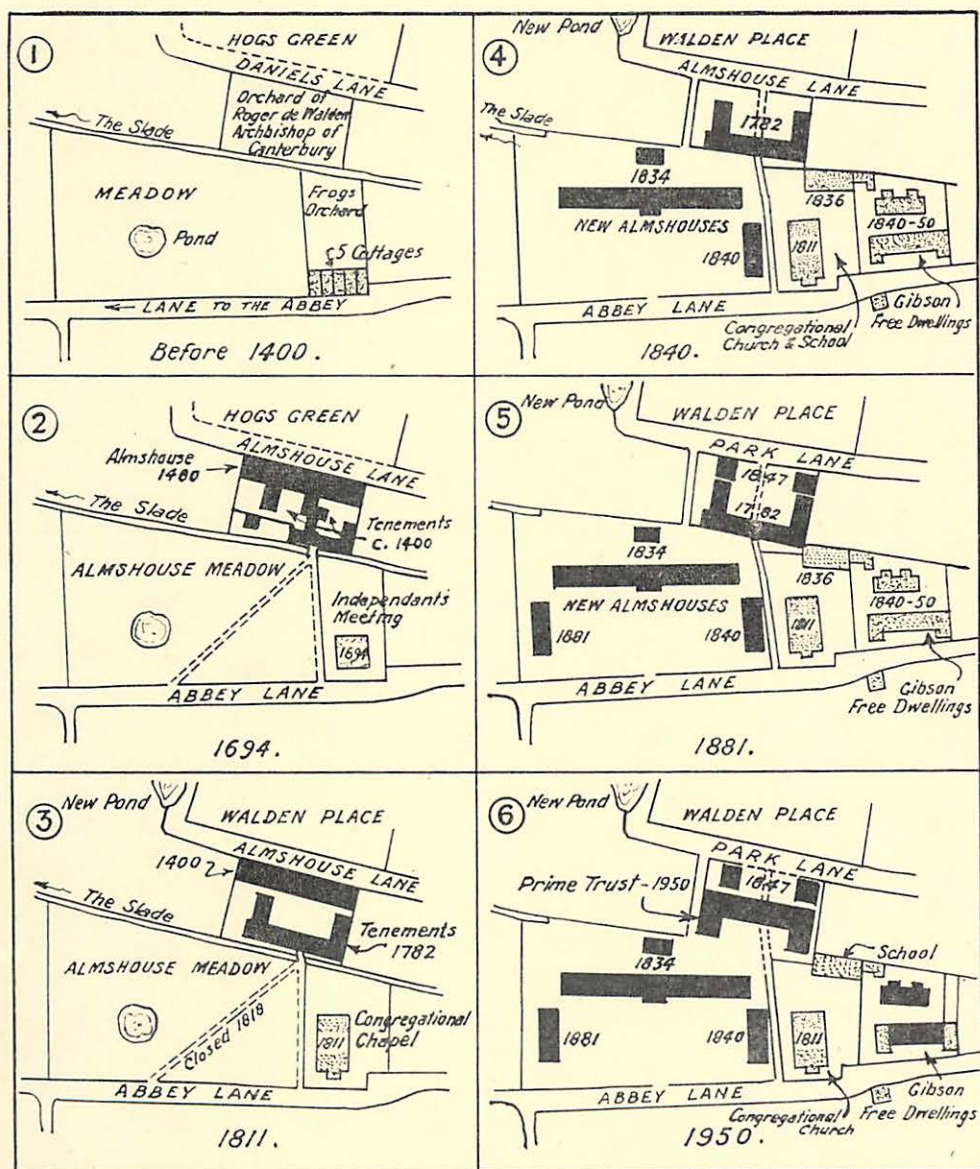 1
HOGS GREEN
DANIELS LANE
Orchard of
Roger de Walden
Archbishop of
Canterbury
The Slade
MEADOW
Frogs
Orchard
Pond
5 Cottages
LANE TO THE ABBEY
Before 1400.
2
HOGS GREEN
ALMSHOUSE LANE
Almshouse
1400
The Slade
Tenements
c. 1400
ALMSHOUSE MEADOW
Independant's
Meeting
1694
ABBEY LANE
1694.
3
New Pond
WALDEN PLACE
ALMSHOUSE LANE
1400
The Slade
Tenements
1782
ALMSHOUSE MEADOW
Closed 1818
Congregational
Chapel
1811
ABBEY LANE
1811.
4
New Pond
WALDEN PLACE
ALMSHOUSE LANE
The Slade
1782
1834
1836
NEW ALMSHOUSES
1840-50
1811
1840
ABBEY LANE
Gibson
Free Dwellings
Congregational
Church & School
1840.
5
New Pond
WALDEN PLACE
PARK LANE
1847
1782
1834
1836
NEW ALMSHOUSES
1840-50
1881
1840
1811
ABBEY LANE
Gibson
Free Dwellings
1881.
6
New Pond
WALDEN PLACE
PARK LANE
1847
Prime Trust - 1950
School
1834
1881
1840
1811
ABBEY LANE
Gibson
Free Dwellings
Congregational
Church
1950.